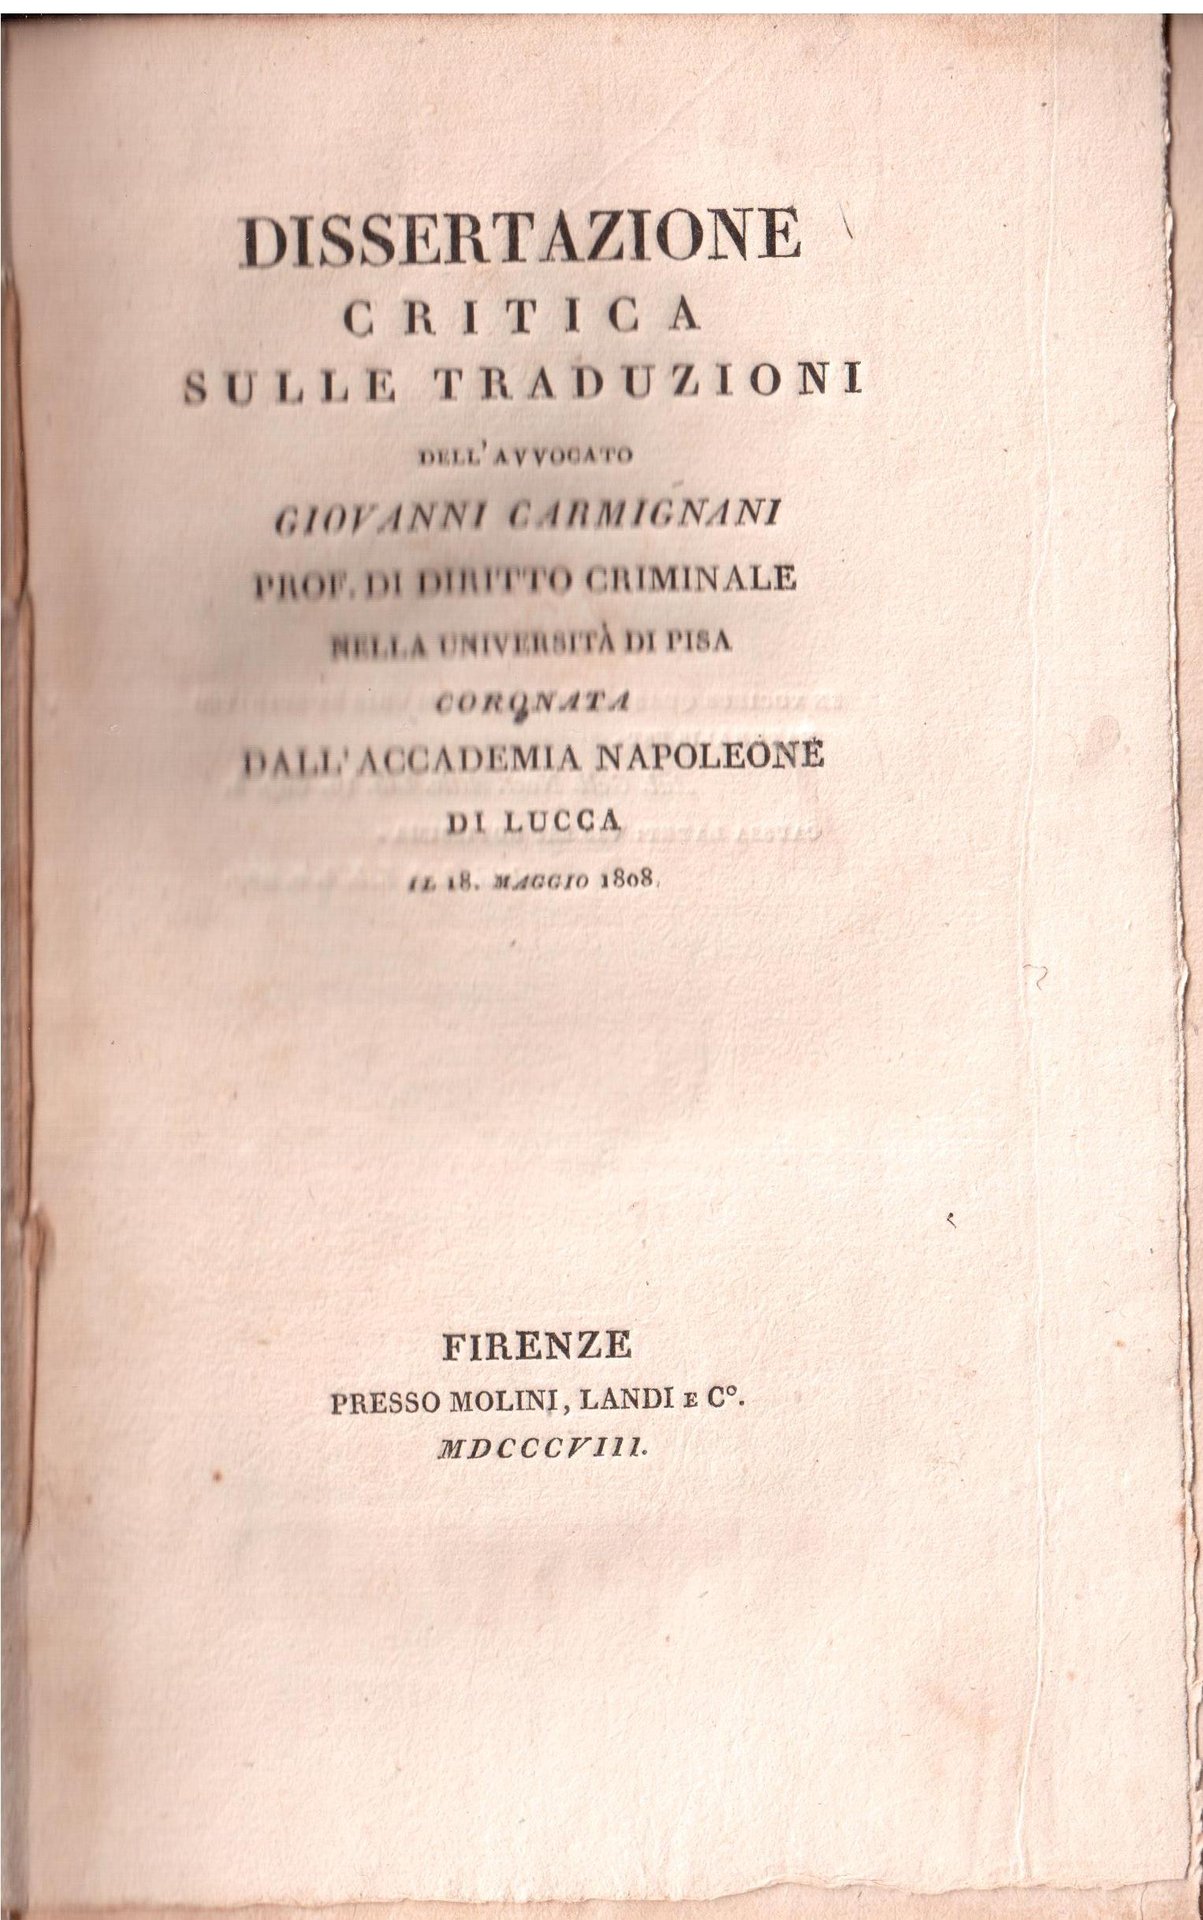 DISSERTAZIONE
CRITICA
SULLE TRADUZIONI
DELL'AVVOCATO
GIOVANNI CARMIGNANI
PROF. DI DIRITTO CRIMINALE
NELLA UNIVERSITÀ DI PISA
CORONATA
DALL'ACCADEMIA NAPOLEONE
DI LUCCA
IL 18. MAGGIO 1808.
FIRENZE
PRESSO MOLINI, LANDI E Cº.
MDCCCVIII.